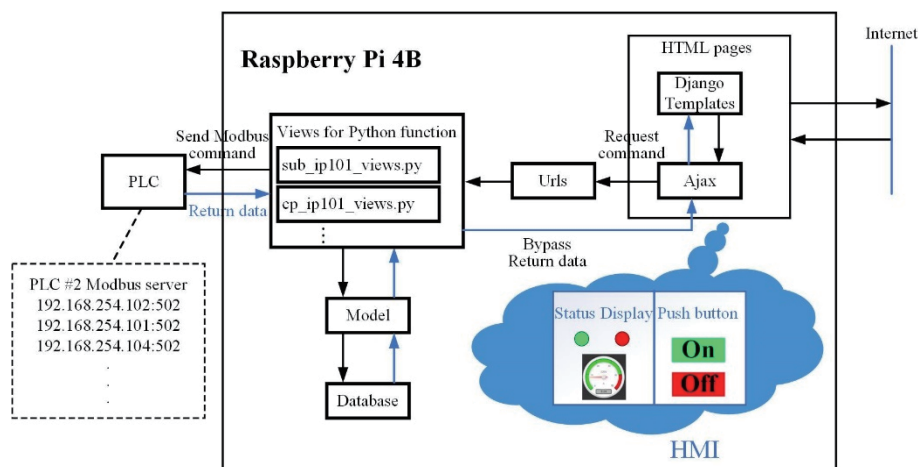 Raspberry Pi 4B
HTML pages
Internet
Django
Templates
Views for Python function
Send Modbus
command
Request
command
sub_ip101_views.py
PLC
Urls
Ajax
cp_ip101_views.py
Return data
⋮
Bypass
Return data
PLC #2 Modbus server
192.168.254.102:502
192.168.254.101:502
192.168.254.104:502
.
.
.
Model
Database
Status Display
Push button
On
Off
HMI